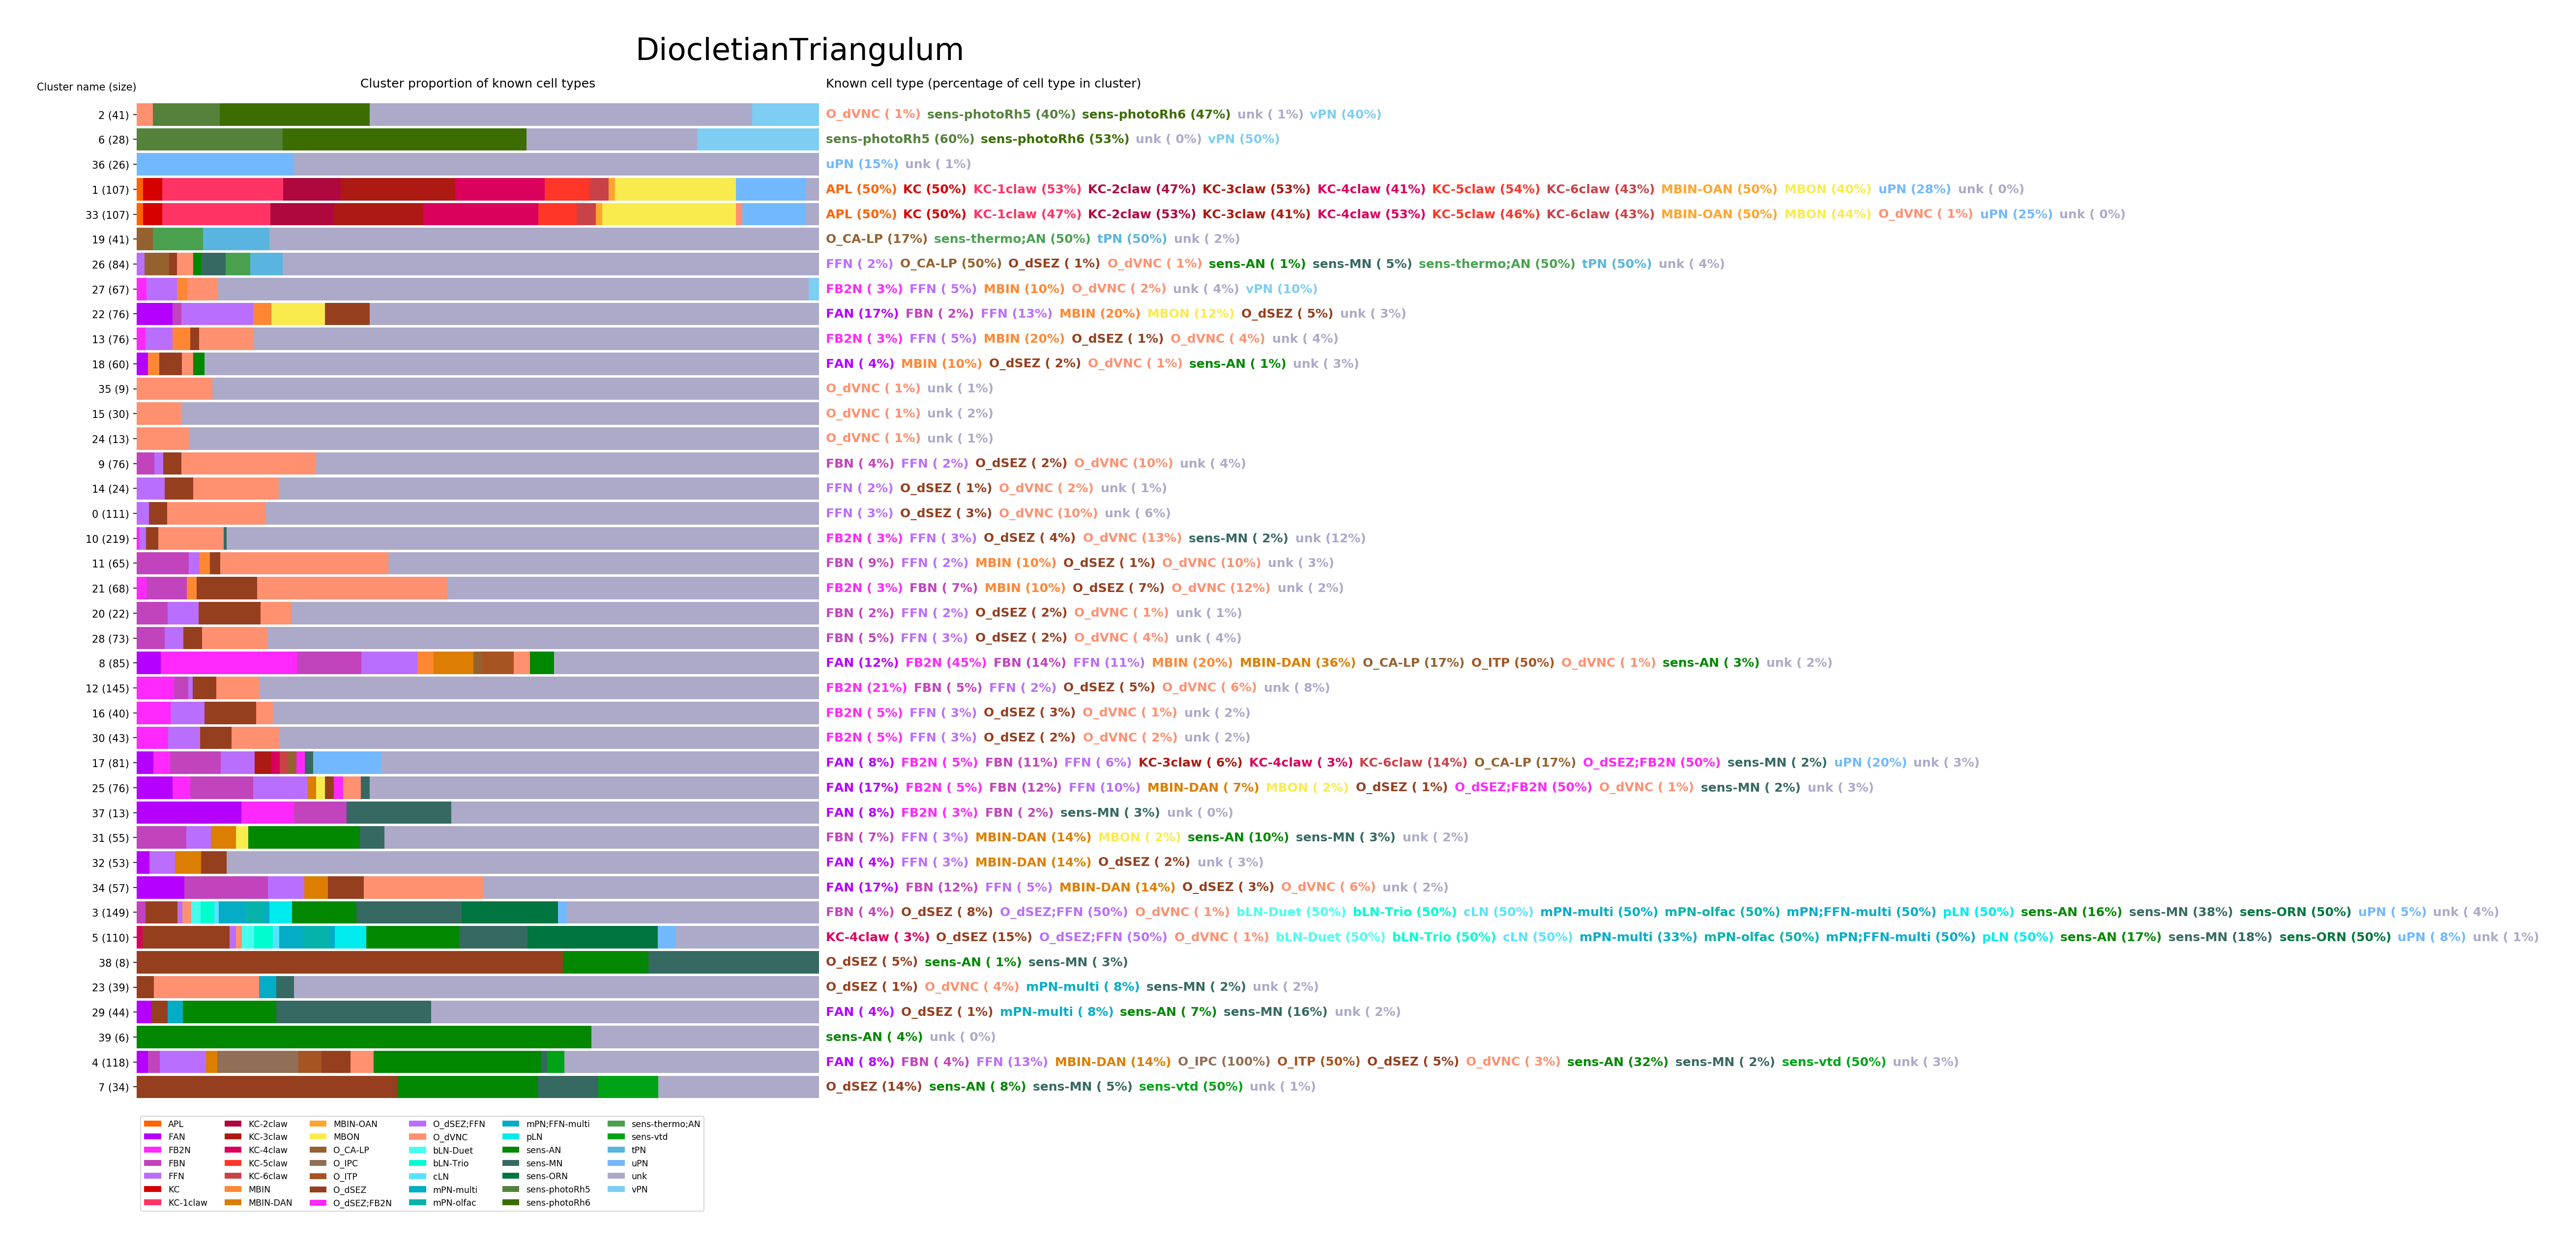 DiocletianTriangulum
Cluster name (size) Cluster proportion of known cell types Known cell type (percentage of cell type in cluster)
2 (41) O_dVNC ( 1%) sens-photoRh5 (40%) sens-photoRh6 (47%) unk ( 1%) vPN (40%)
6 (28) sens-photoRh5 (60%) sens-photoRh6 (53%) unk ( 0%) vPN (50%)
36 (26) uPN (15%) unk ( 1%)
1 (107) APL (50%) KC (50%) KC-1claw (53%) KC-2claw (47%) KC-3claw (53%) KC-4claw (41%) KC-5claw (54%) KC-6claw (43%) MBIN-OAN (50%) MBON (40%) uPN (28%) unk ( 0%)
33 (107) APL (50%) KC (50%) KC-1claw (47%) KC-2claw (53%) KC-3claw (41%) KC-4claw (53%) KC-5claw (46%) KC-6claw (43%) MBIN-OAN (50%) MBON (44%) O_dVNC ( 1%) uPN (25%) unk ( 0%)
19 (41) O_CA-LP (17%) sens-thermo;AN (50%) tPN (50%) unk ( 2%)
26 (84) FFN ( 2%) O_CA-LP (50%) O_dSEZ ( 1%) O_dVNC ( 1%) sens-AN ( 1%) sens-MN ( 5%) sens-thermo;AN (50%) tPN (50%) unk ( 4%)
27 (67) FB2N ( 3%) FFN ( 5%) MBIN (10%) O_dVNC ( 2%) unk ( 4%) vPN (10%)
22 (76) FAN (17%) FBN ( 2%) FFN (13%) MBIN (20%) MBON (12%) O_dSEZ ( 5%) unk ( 3%)
13 (76) FB2N ( 3%) FFN ( 5%) MBIN (20%) O_dSEZ ( 1%) O_dVNC ( 4%) unk ( 4%)
18 (60) FAN ( 4%) MBIN (10%) O_dSEZ ( 2%) O_dVNC ( 1%) sens-AN ( 1%) unk ( 3%)
35 (9) O_dVNC ( 1%) unk ( 1%)
15 (30) O_dVNC ( 1%) unk ( 2%)
24 (13) O_dVNC ( 1%) unk ( 1%)
9 (76) FBN ( 4%) FFN ( 2%) O_dSEZ ( 2%) O_dVNC (10%) unk ( 4%)
14 (24) FFN ( 2%) O_dSEZ ( 1%) O_dVNC ( 2%) unk ( 1%)
0 (111) FFN ( 3%) O_dSEZ ( 3%) O_dVNC (10%) unk ( 6%)
10 (219) FB2N ( 3%) FFN ( 3%) O_dSEZ ( 4%) O_dVNC (13%) sens-MN ( 2%) unk (12%)
11 (65) FBN ( 9%) FFN ( 2%) MBIN (10%) O_dSEZ ( 1%) O_dVNC (10%) unk ( 3%)
21 (68) FB2N ( 3%) FBN ( 7%) MBIN (10%) O_dSEZ ( 7%) O_dVNC (12%) unk ( 2%)
20 (22) FBN ( 2%) FFN ( 2%) O_dSEZ ( 2%) O_dVNC ( 1%) unk ( 1%)
28 (73) FBN ( 5%) FFN ( 3%) O_dSEZ ( 2%) O_dVNC ( 4%) unk ( 4%)
8 (85) FAN (12%) FB2N (45%) FBN (14%) FFN (11%) MBIN (20%) MBIN-DAN (36%) O_CA-LP (17%) O_ITP (50%) O_dVNC ( 1%) sens-AN ( 3%) unk ( 2%)
12 (145) FB2N (21%) FBN ( 5%) FFN ( 2%) O_dSEZ ( 5%) O_dVNC ( 6%) unk ( 8%)
16 (40) FB2N ( 5%) FFN ( 3%) O_dSEZ ( 3%) O_dVNC ( 1%) unk ( 2%)
30 (43) FB2N ( 5%) FFN ( 3%) O_dSEZ ( 2%) O_dVNC ( 2%) unk ( 2%)
17 (81) FAN ( 8%) FB2N ( 5%) FBN (11%) FFN ( 6%) KC-3claw ( 6%) KC-4claw ( 3%) KC-6claw (14%) O_CA-LP (17%) O_dSEZ;FB2N (50%) sens-MN ( 2%) uPN (20%) unk ( 3%)
25 (76) FAN (17%) FB2N ( 5%) FBN (12%) FFN (10%) MBIN-DAN ( 7%) MBON ( 2%) O_dSEZ ( 1%) O_dSEZ;FB2N (50%) O_dVNC ( 1%) sens-MN ( 2%) unk ( 3%)
37 (13) FAN ( 8%) FB2N ( 3%) FBN ( 2%) sens-MN ( 3%) unk ( 0%)
31 (55) FBN ( 7%) FFN ( 3%) MBIN-DAN (14%) MBON ( 2%) sens-AN (10%) sens-MN ( 3%) unk ( 2%)
32 (53) FAN ( 4%) FFN ( 3%) MBIN-DAN (14%) O_dSEZ ( 2%) unk ( 3%)
34 (57) FAN (17%) FBN (12%) FFN ( 5%) MBIN-DAN (14%) O_dSEZ ( 3%) O_dVNC ( 6%) unk ( 2%)
3 (149) FBN ( 4%) O_dSEZ ( 8%) O_dSEZ;FFN (50%) O_dVNC ( 1%) bLN-Duet (50%) bLN-Trio (50%) cLN (50%) mPN-multi (50%) mPN-olfac (50%) mPN;FFN-multi (50%) pLN (50%) sens-AN (16%) sens-MN (38%) sens-ORN (50%) uPN ( 5%) unk ( 4%)
5 (110) KC-4claw ( 3%) O_dSEZ (15%) O_dSEZ;FFN (50%) O_dVNC ( 1%) bLN-Duet (50%) bLN-Trio (50%) cLN (50%) mPN-multi (33%) mPN-olfac (50%) mPN;FFN-multi (50%) pLN (50%) sens-AN (17%) sens-MN (18%) sens-ORN (50%) uPN ( 8%) unk ( 1%)
38 (8) O_dSEZ ( 5%) sens-AN ( 1%) sens-MN ( 3%)
23 (39) O_dSEZ ( 1%) O_dVNC ( 4%) mPN-multi ( 8%) sens-MN ( 2%) unk ( 2%)
29 (44) FAN ( 4%) O_dSEZ ( 1%) mPN-multi ( 8%) sens-AN ( 7%) sens-MN (16%) unk ( 2%)
39 (6) sens-AN ( 4%) unk ( 0%)
4 (118) FAN ( 8%) FBN ( 4%) FFN (13%) MBIN-DAN (14%) O_IPC (100%) O_ITP (50%) O_dSEZ ( 5%) O_dVNC ( 3%) sens-AN (32%) sens-MN ( 2%) sens-vtd (50%) unk ( 3%)
7 (34) O_dSEZ (14%) sens-AN ( 8%) sens-MN ( 5%) sens-vtd (50%) unk ( 1%)
APL KC-2claw MBIN-OAN O_dSEZ;FFN mPN;FFN-multi sens-thermo;AN
FAN KC-3claw MBON O_dVNC pLN sens-vtd
FB2N KC-4claw O_CA-LP bLN-Duet sens-AN tPN
FBN KC-5claw O_IPC bLN-Trio sens-MN uPN
FFN KC-6claw O_ITP cLN sens-ORN unk
KC MBIN O_dSEZ mPN-multi sens-photoRh5 vPN
KC-1claw MBIN-DAN O_dSEZ;FB2N mPN-olfac sens-photoRh6